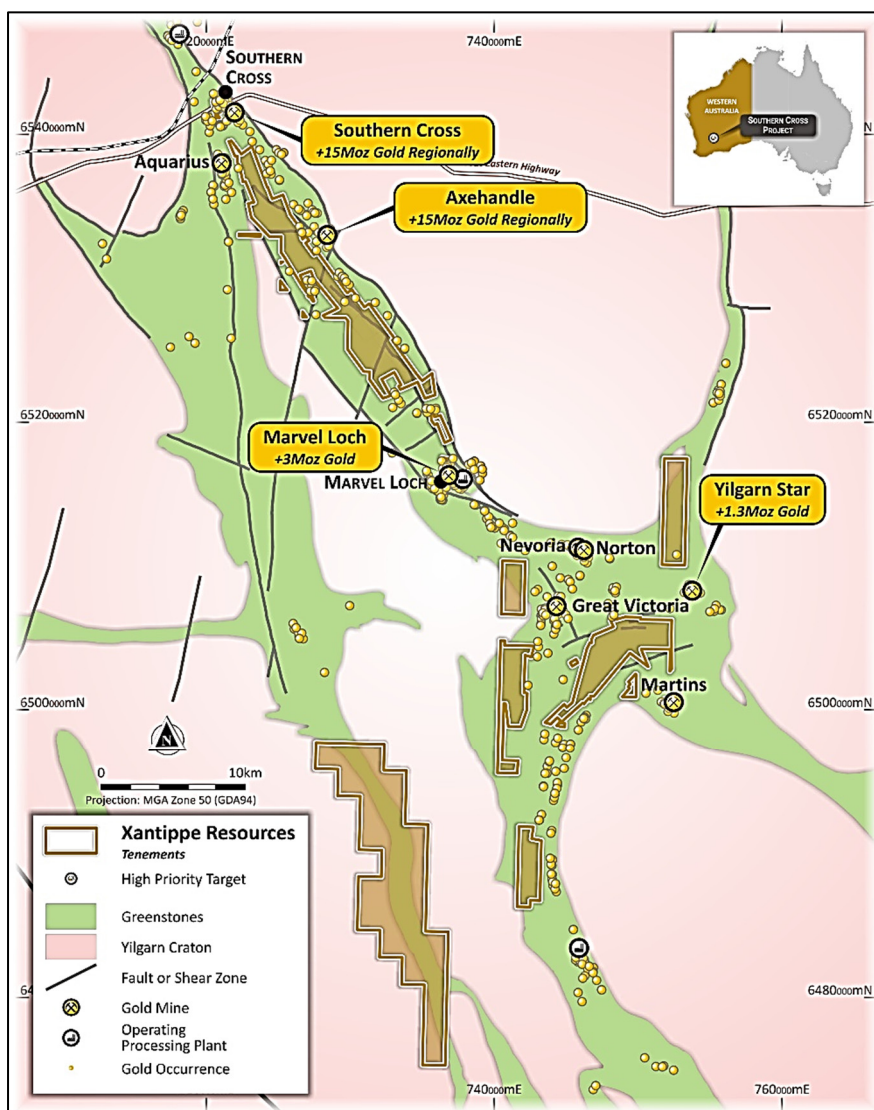 20000mE
740000mE
SOUTHERN
CROSS
WESTERN
AUSTRALIA
SOUTHERN CROSS
PROJECT
6540000mN
Southern Cross
+15Moz Gold Regionally
Aquarius
Eastern Highway
Axehandle
+15Moz Gold Regionally
6520000mN
6520000mN
Marvel Loch
+3Moz Gold
MARVEL LOCH
Yilgarn Star
+1.3Moz Gold
Nevoria
Norton
Great Victoria
Martins
6500000mN
6500000mN
N
0
10km
Projection: MGA Zone 50 (GDA94)
Xantippe Resources
Tenements
High Priority Target
Greenstones
Yilgarn Craton
Fault or Shear Zone
Gold Mine
Operating
Processing Plant
Gold Occurrence
6480000mN
740000mE
760000mE